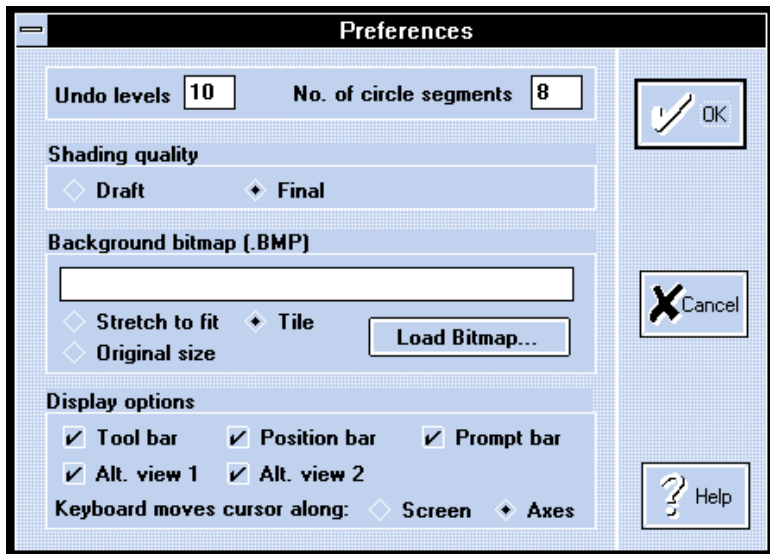 Preferences
Undo levels 10 No. of circle segments 8
OK
Shading quality
Draft Final
Background bitmap (.BMP)
Stretch to fit Tile
Original size
Load Bitmap...
Cancel
Display options
Tool bar Position bar Prompt bar
Alt. view 1 Alt. view 2
Keyboard moves cursor along: Screen Axes
Help